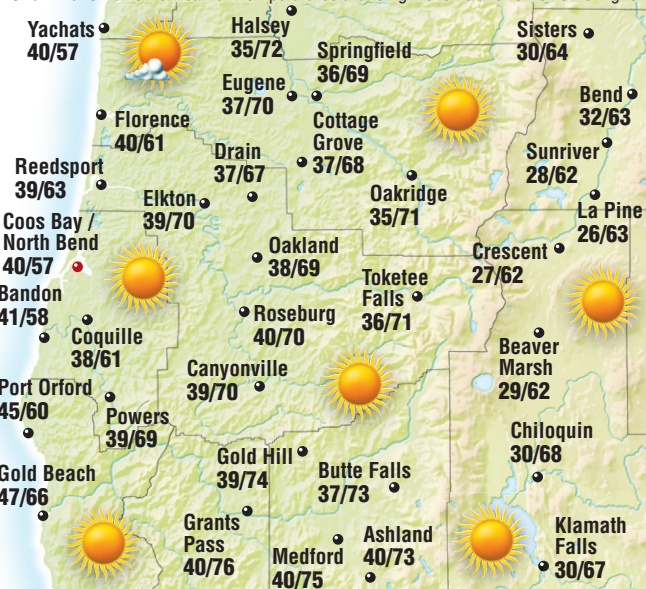 Yachats
40/57
Halsey
35/72
Springfield
36/69
Sisters
30/64
Eugene
37/70
Bend
32/63
Florence
40/61
Cottage
Grove
37/68
Drain
37/67
Sunriver
28/62
Reedsport
39/63
Elkton
39/70
Oakridge
35/71
La Pine
26/63
Coos Bay /
North Bend
40/57
Oakland
38/69
Crescent
27/62
Toketee
Falls
36/71
Bandon
41/58
Roseburg
40/70
Coquille
38/61
Beaver
Marsh
29/62
Canyonville
39/70
Port Orford
45/60
Powers
39/69
Chiloquin
30/68
Gold Hill
39/74
Butte Falls
37/73
Gold Beach
47/66
Grants
Pass
40/76
Medford
40/75
Ashland
40/73
Klamath
Falls
30/67